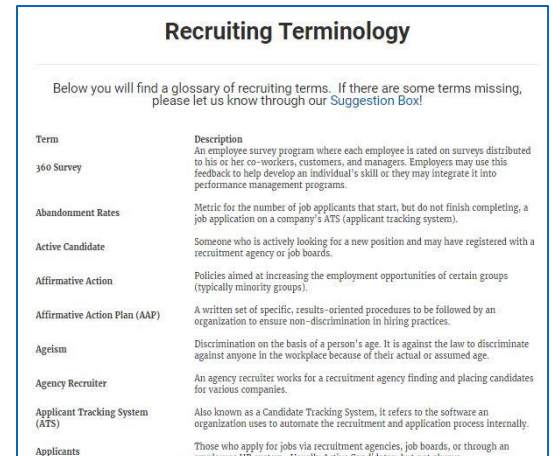 Recruiting Terminology
Below you will find a glossary of recruiting terms.  If there are some terms missing,
please let us know through our Suggestion Box!
Term
Description
An employee survey program where each employee is rated on surveys distributed
360 Survey
to his or her co-workers, customers, and managers. Employers may use this
feedback to help develop an individual's skill or they may integrate it into
performance management programs.
Abandonment Rates
Metric for the number of job applicants that start, but do not finish completing, a
job application on a company's ATS (applicant tracking system).
Active Candidate
Someone who is actively looking for a new position and may have registered with a
recruitment agency or job boards.
Affirmative Action
Policies aimed at increasing the employment opportunities of certain groups
(typically minority groups).
Affirmative Action Plan (AAP)
A written set of specific, results-oriented procedures to be followed by an
organization to ensure non-discrimination in hiring practices.
Ageism
Discrimination on the basis of a person's age. It is against the law to discriminate
against anyone in the workplace because of their actual or assumed age.
Agency Recruiter
An agency recruiter works for a recruitment agency finding and placing candidates
for various companies.
Applicant Tracking System
(ATS)
Also known as a Candidate Tracking System, it refers to the software an
organization uses to automate the recruitment and application process internally.
Applicants
Those who apply for jobs via recruitment agencies, job boards, or through an